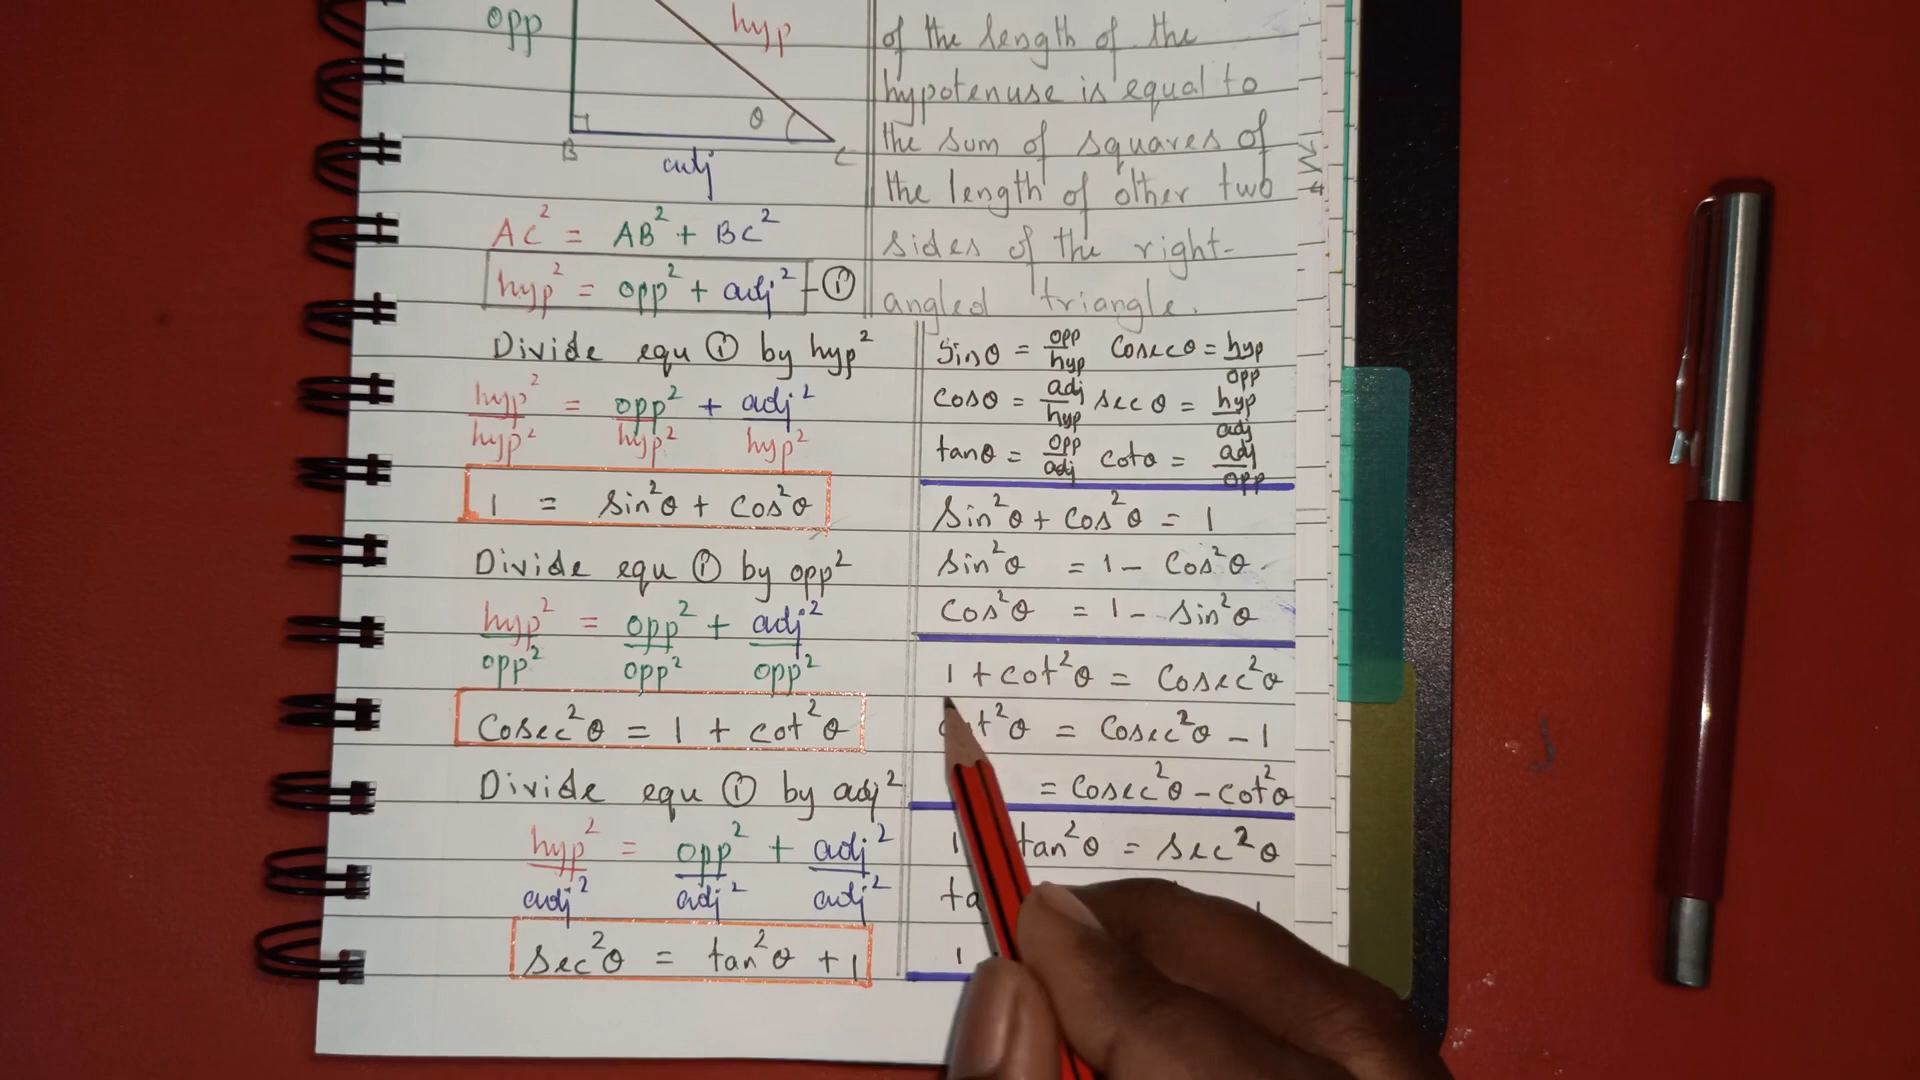 opp
hyp
θ
B
adj
C
AC² = AB² + BC²
hyp² = opp² + adj² - ①
of the length of the
hypotenuse is equal to
the sum of squares of
the length of other two
sides of the right-
angled triangle.
Divide equ ① by hyp²
hyp²/hyp² = opp²/hyp² + adj²/hyp²
1 = sin²θ + cos²θ
Divide equ ① by opp²
hyp²/opp² = opp²/opp² + adj²/opp²
Cosec²θ = 1 + cot²θ
Divide equ ① by adj²
hyp²/adj² = opp²/adj² + adj²/adj²
sec²θ = tan²θ + 1
sinθ = opp/hyp Cosecθ = hyp/opp
cosθ = adj/hyp secθ = hyp/adj
tanθ = opp/adj cotθ = adj/opp
sin²θ + cos²θ = 1
sin²θ = 1 - cos²θ
cos²θ = 1 - sin²θ
1 + cot²θ = Cosec²θ
cot²θ = Cosec²θ - 1
= Cosec²θ - cot²θ
1 tan²θ = sec²θ
ta
1